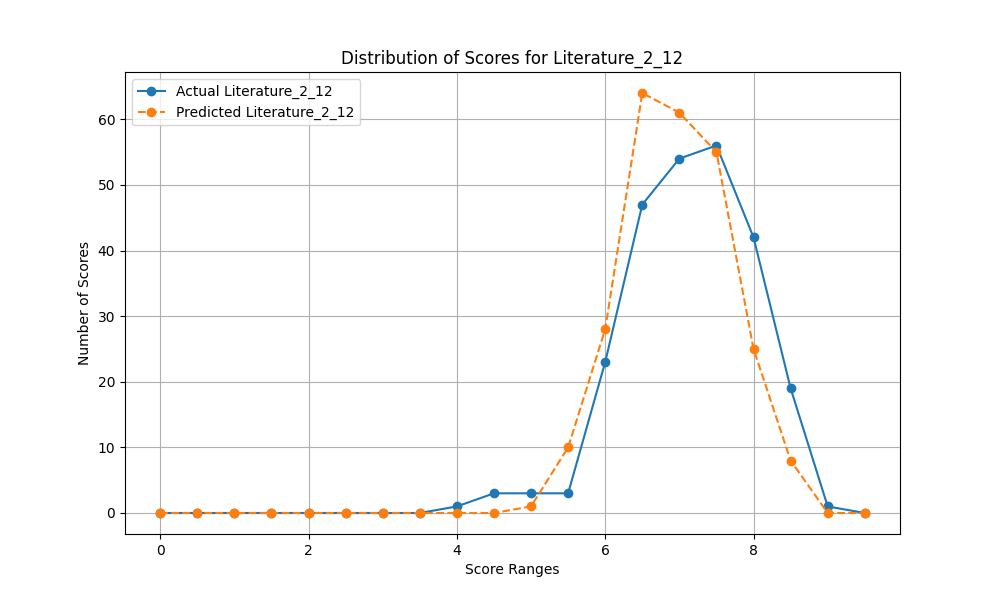 Distribution of Scores for Literature_2_12
Actual Literature_2_12
Predicted Literature_2_12
60
50
40
30
20
10
0
Number of Scores
0 2 4 6 8
Score Ranges